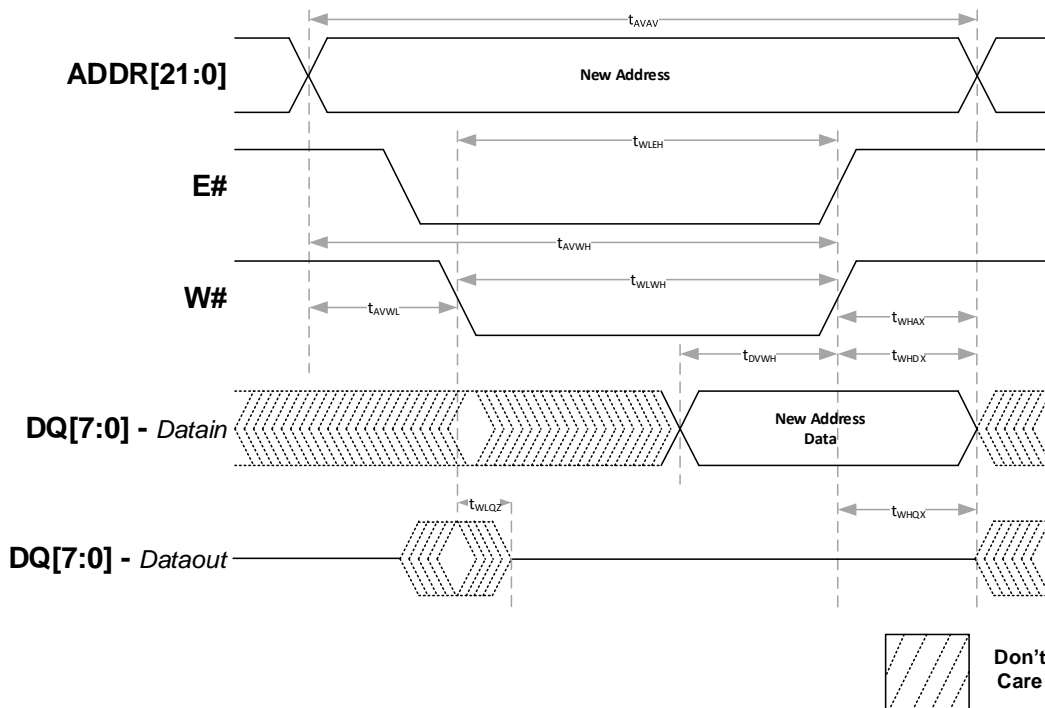 tAVAV
ADDR[21:0]
New Address
tWLEH
E#
tAVWH
W#
tWLWH
tAVWL
tWHAX
tDVWH
tWHDX
DQ[7:0] - Datain
New Address
Data
tWLQZ
tWHQX
DQ[7:0] - Dataout
Don't
Care